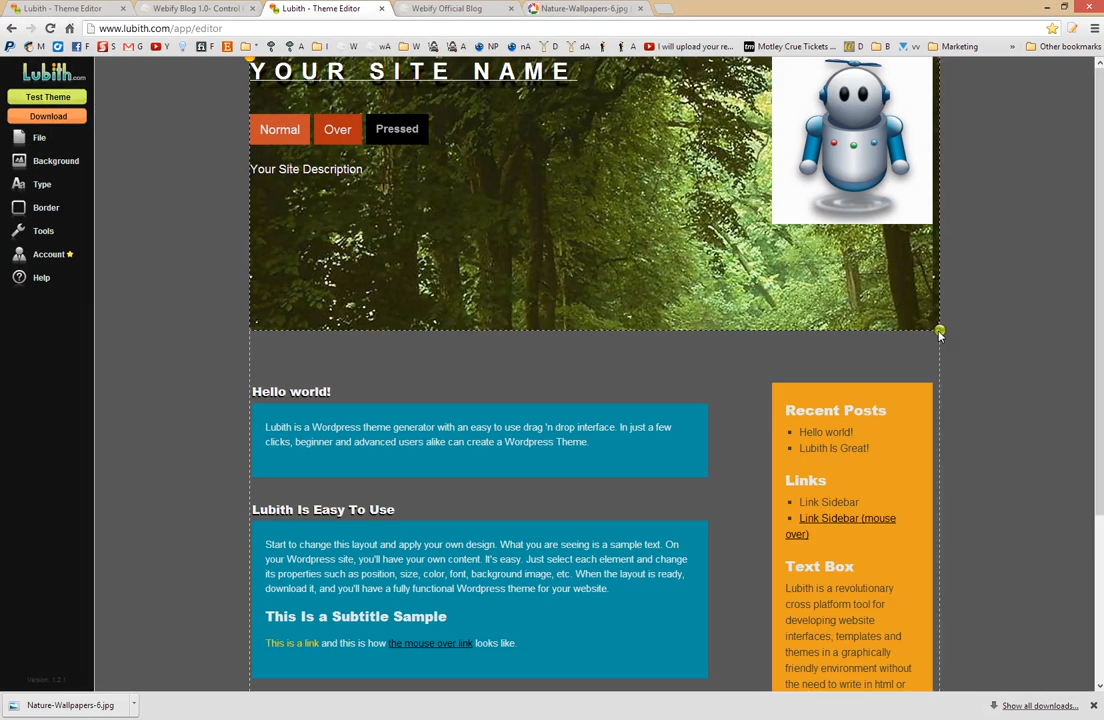 Lubith - Theme Editor
Webify Blog 1.0- Control
Lubith - Theme Editor
Webify Official Blog
Nature-Wallpapers-6.jpg (
www.lubith.com/app/editor
M F S G Y F E * A I W wA W A A NP nA D dA I A I will upload your re... Motley Crue Tickets ... D B vv Marketing » Other bookmarks
Lubith.com
Test Theme
Download
File
Background
Type
Border
Tools
Account
Help
Version: 1.2.1
YOUR SITE NAME
Normal Over Pressed
Your Site Description
Hello world!
Lubith is a Wordpress theme generator with an easy to use drag 'n drop interface. In just a few
clicks, beginner and advanced users alike can create a Wordpress Theme.
Lubith Is Easy To Use
Start to change this layout and apply your own design. What you are seeing is a sample text. On
your Wordpress site, you'll have your own content. It's easy. Just select each element and change
its properties such as position, size, color, font, background image, etc. When the layout is ready,
download it, and you'll have a fully functional Wordpress theme for your website.
This Is a Subtitle Sample
This is a link and this is how the mouse over link looks like.
Recent Posts
Hello world!
Lubith Is Great!
Links
Link Sidebar
Link Sidebar (mouse
over)
Text Box
Lubith is a revolutionary
cross platform tool for
developing website
interfaces, templates and
themes in a graphically
friendly environment without
the need to write in html or
Nature-Wallpapers-6.jpg
Show all downloads...